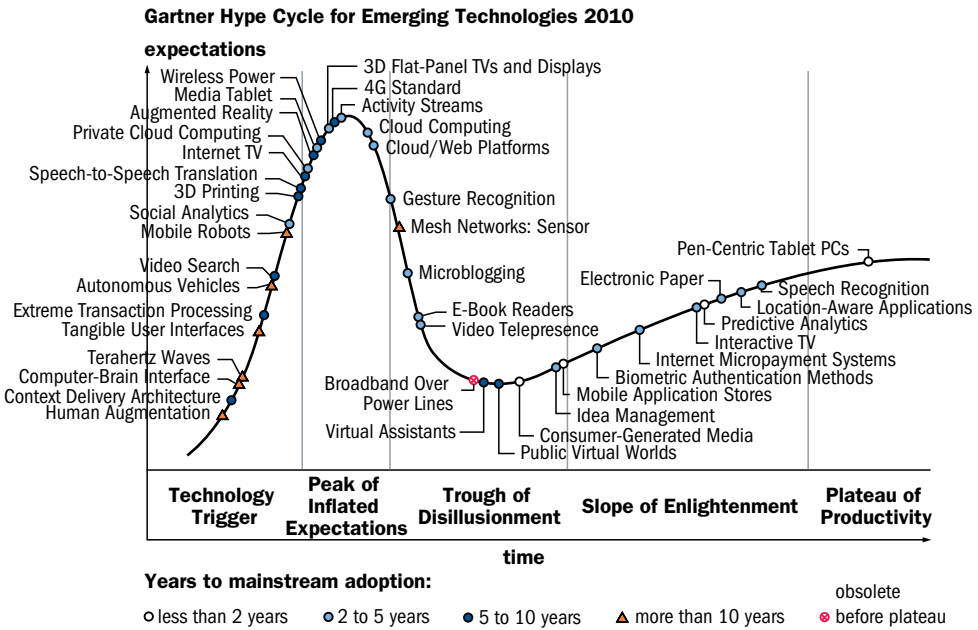 Gartner Hype Cycle for Emerging Technologies 2010
expectations
3D Flat-Panel TVs and Displays
Wireless Power
4G Standard
Media Tablet
Activity Streams
Augmented Reality
Cloud Computing
Private Cloud Computing
Cloud/Web Platforms
Internet TV
Speech-to-Speech Translation
3D Printing
Gesture Recognition
Social Analytics
Mesh Networks: Sensor
Mobile Robots
Pen-Centric Tablet PCs
Video Search
Microblogging
Electronic Paper
Autonomous Vehicles
Speech Recognition
Extreme Transaction Processing
E-Book Readers
Location-Aware Applications
Tangible User Interfaces
Video Telepresence
Predictive Analytics
Interactive TV
Terahertz Waves
Internet Micropayment Systems
Computer-Brain Interface
Biometric Authentication Methods
Broadband Over
Power Lines
Context Delivery Architecture
Mobile Application Stores
Human Augmentation
Idea Management
Virtual Assistants
Consumer-Generated Media
Public Virtual Worlds
Technology
Trigger
Peak of
Inflated
Expectations
Trough of
Disillusionment
Slope of Enlightenment
Plateau of
Productivity
time
Years to mainstream adoption:
less than 2 years
2 to 5 years
5 to 10 years
more than 10 years
obsolete
before plateau